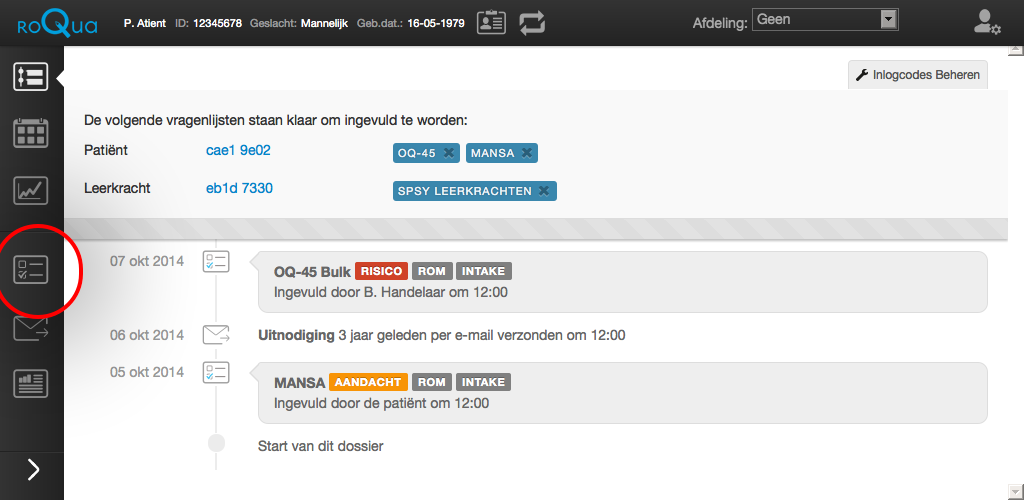 roQua P. Atient ID: 12345678 Geslacht: Mannelijk Geb.dat.: 16-05-1979 Afdeling: Geen
Inlogcodes Beheren
De volgende vragenlijsten staan klaar om ingevuld te worden:
Patiënt cae1 9e02 OQ-45 ✖ MANSA ✖
Leerkracht eb1d 7330 SPSY LEERKRACHTEN ✖
07 okt 2014 OQ-45 Bulk RISICO ROM INTAKE
Ingevuld door B. Handelaar om 12:00
06 okt 2014 Uitnodiging 3 jaar geleden per e-mail verzonden om 12:00
05 okt 2014 MANSA AANDACHT ROM INTAKE
Ingevuld door de patiënt om 12:00
Start van dit dossier